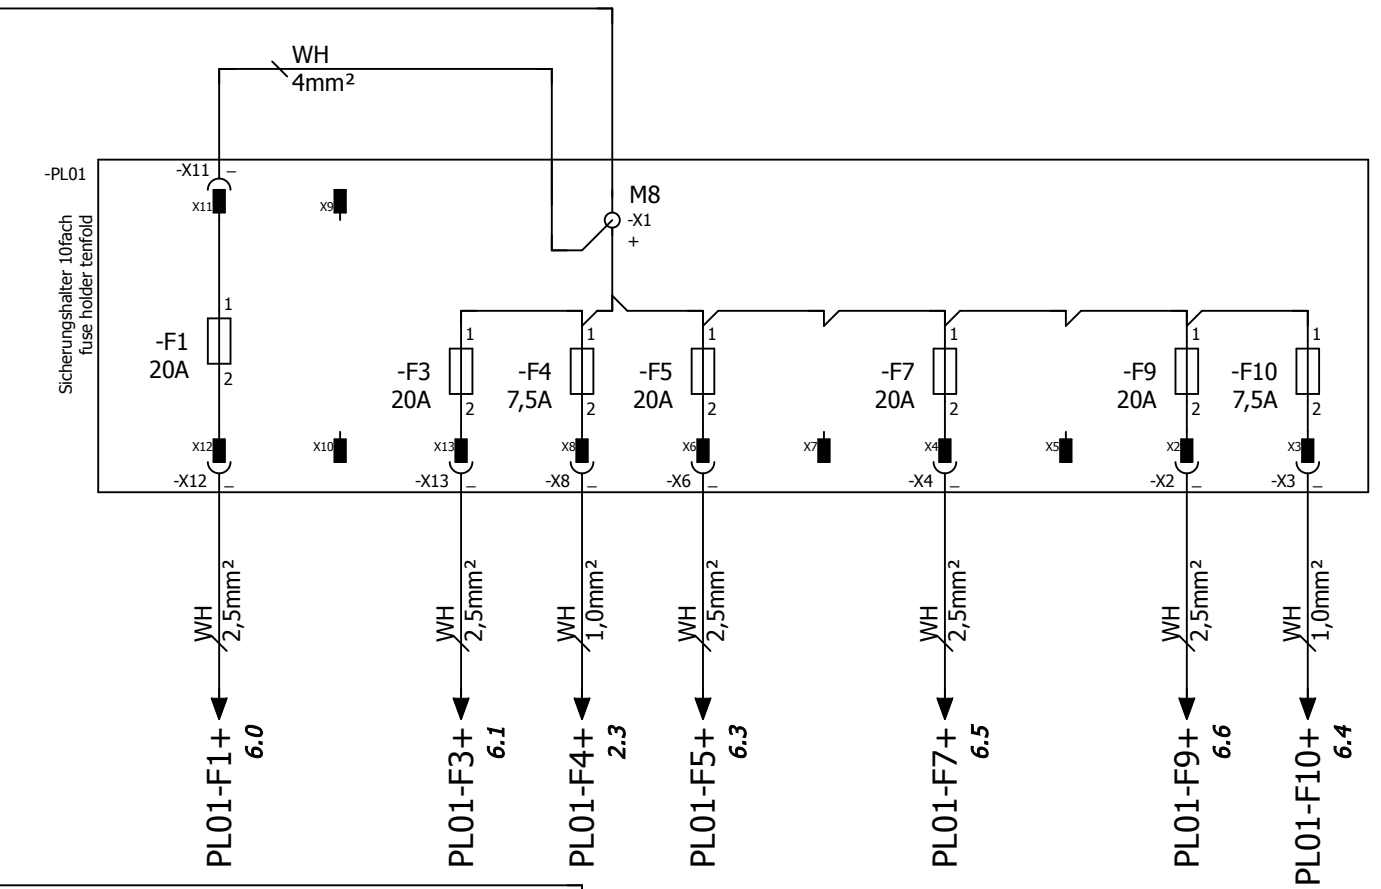 WH
4mm²
-PL01
Sicherungshalter 10fach
fuse holder tenfold
-X11
–
X11
X9
M8
-X1
+
1
-F1
20A
2
1
-F3
20A
2
1
-F4
7,5A
2
1
-F5
20A
2
1
-F7
20A
2
1
-F9
20A
2
1
-F10
7,5A
2
X12
X10
X13
X8
X6
X7
X4
X5
X2
X3
-X12 _
-X13 _
-X8 _
-X6 _
-X4 _
-X2 _
-X3 _
WH
2,5mm²
WH
2,5mm²
WH
1,0mm²
WH
2,5mm²
WH
2,5mm²
WH
2,5mm²
WH
1,0mm²
PL01-F1+
6.0
PL01-F3+
6.1
PL01-F4+
2.3
PL01-F5+
6.3
PL01-F7+
6.5
PL01-F9+
6.6
PL01-F10+
6.4